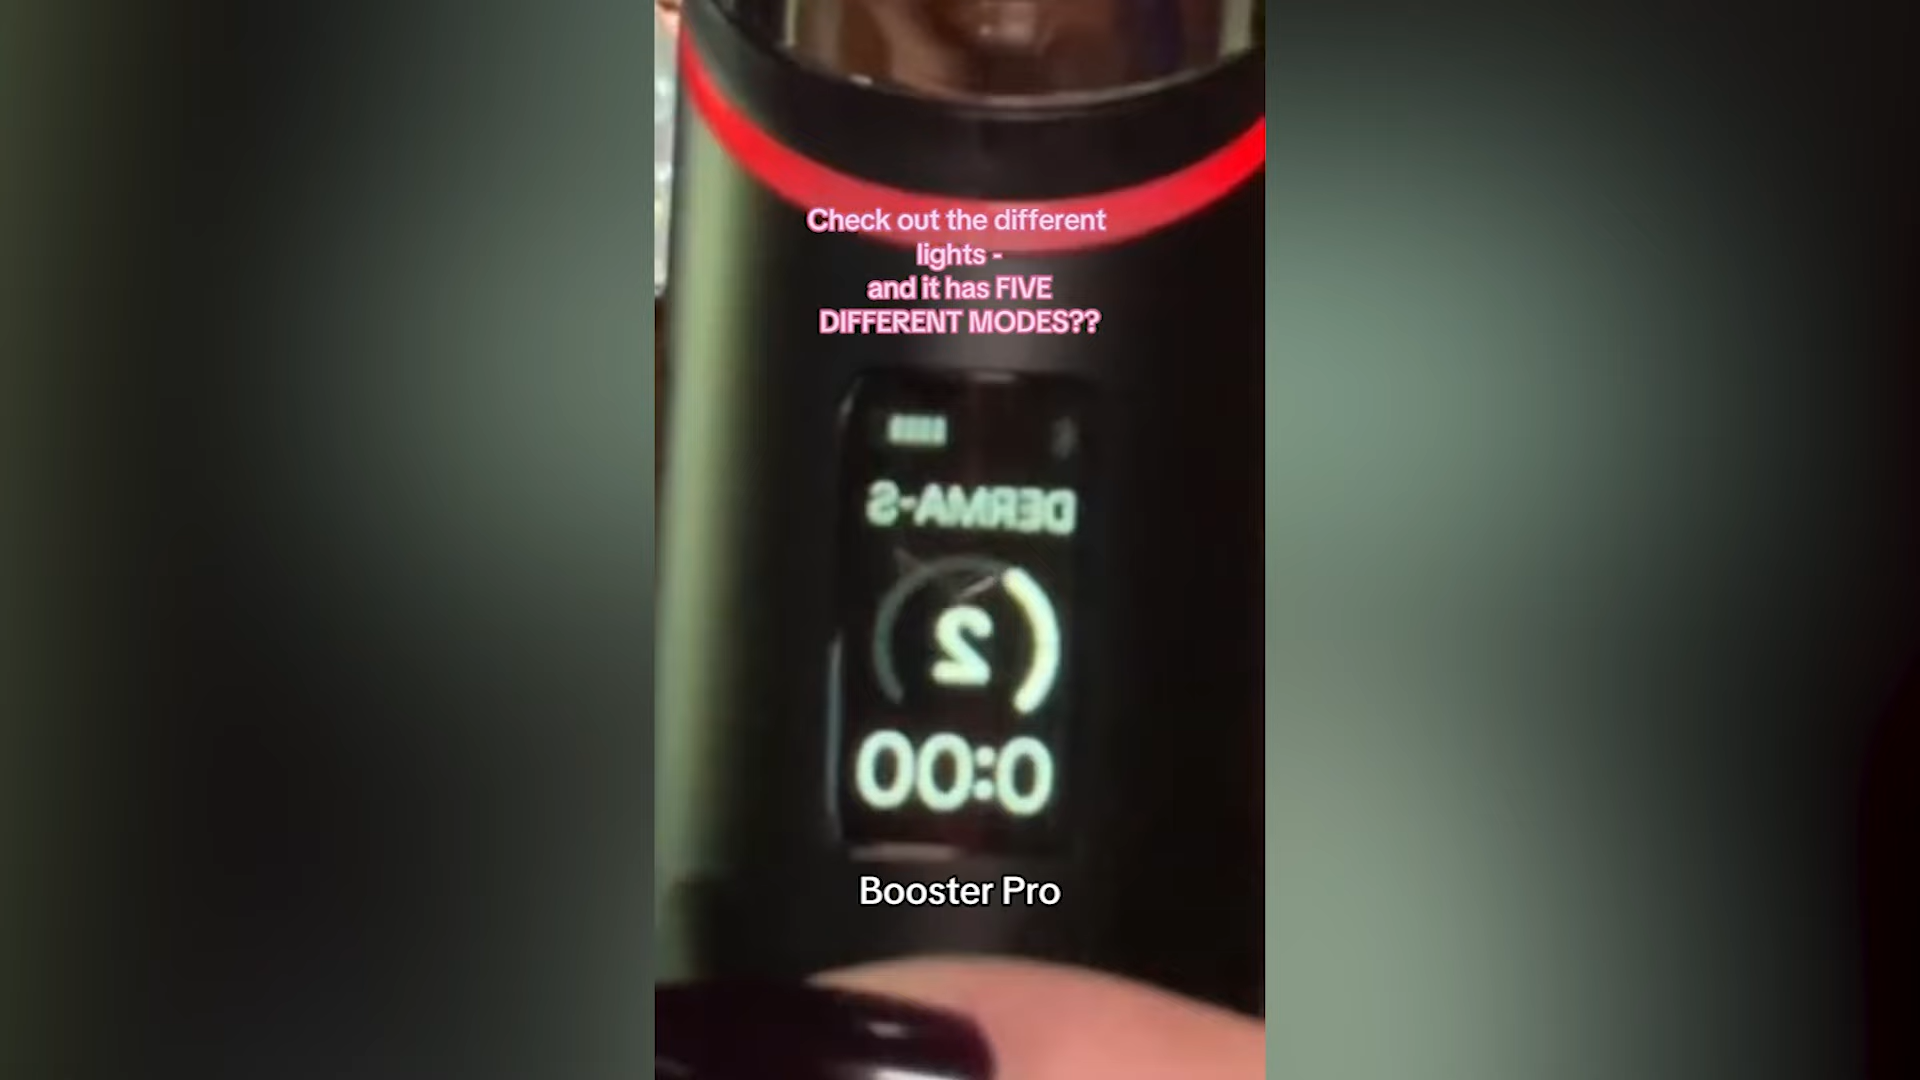 Check out the different
lights -
and it has FIVE
DIFFERENT MODES??
DERMA-S
2
0:00
Booster Pro